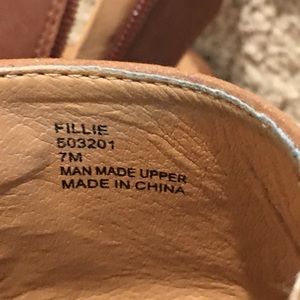 FILLIE
503201
7M
MAN MADE UPPER
MADE IN CHINA